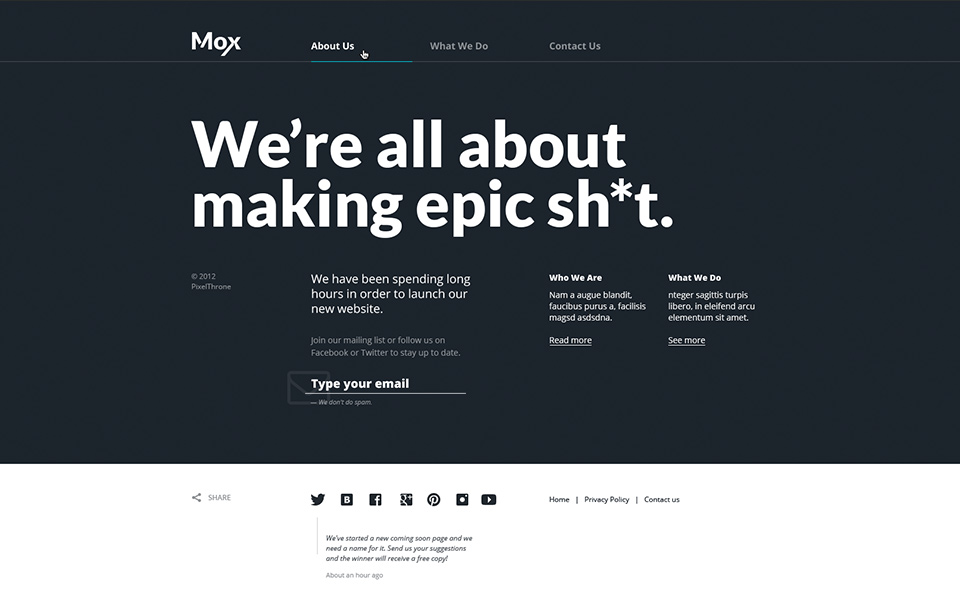 Mox
About Us
What We Do
Contact Us
We’re all about
making epic sh*t.
© 2012
PixelThrone
We have been spending long
hours in order to launch our
new website.
Join our mailing list or follow us on
Facebook or Twitter to stay up to date.
Type your email
— We don't do spam.
Who We Are
Nam a augue blandit,
faucibus purus a, facilisis
magsd asdsdna.
Read more
What We Do
nteger sagittis turpis
libero, in eleifend arcu
elementum sit amet.
See more
SHARE
Home | Privacy Policy | Contact us
We've started a new coming soon page and we
need a name for it. Send us your suggestions
and the winner will receive a free copy!
About an hour ago